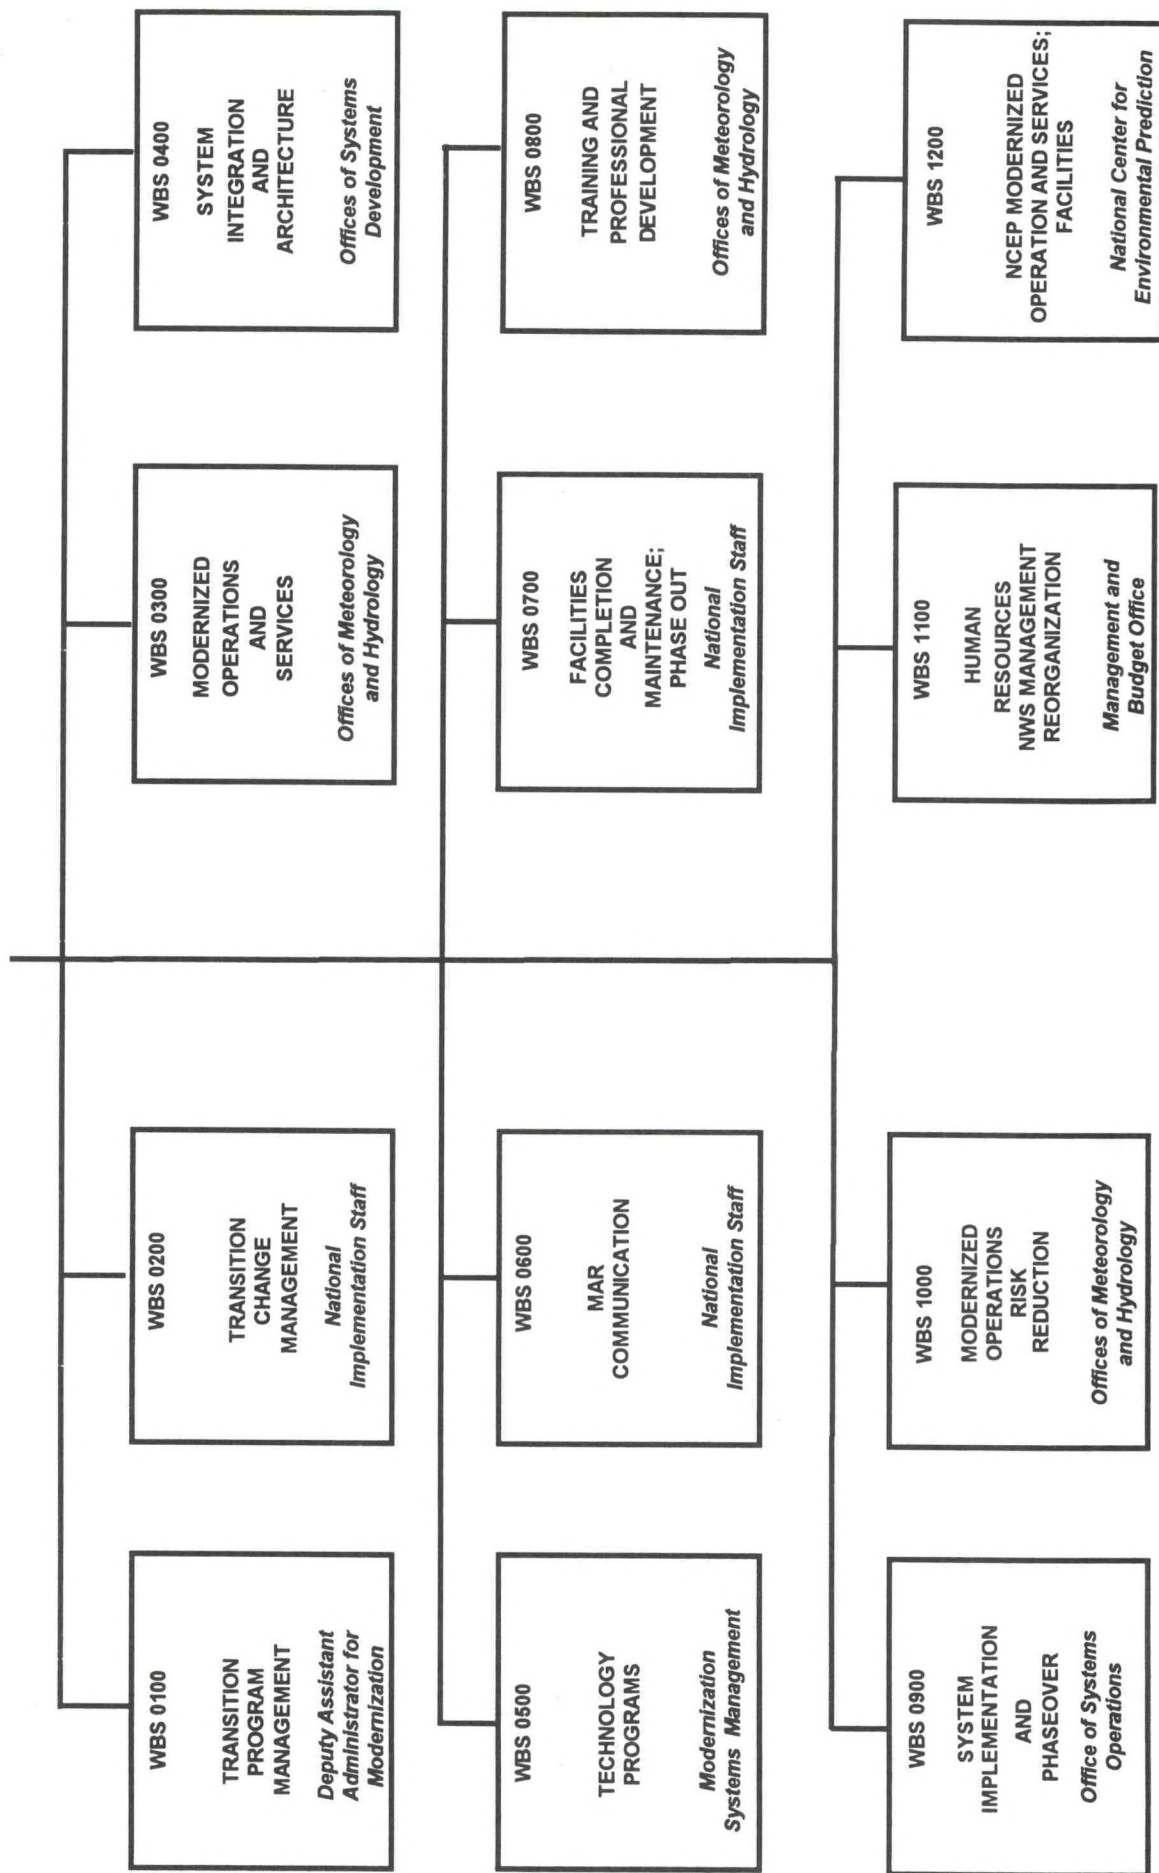 WBS 0100
TRANSITION
PROGRAM
MANAGEMENT
Deputy Assistant
Administrator for
Modernization
WBS 0200
TRANSITION
CHANGE
MANAGEMENT
National
Implementation Staff
WBS 0300
MODERNIZED
OPERATIONS
AND
SERVICES
Offices of Meteorology
and Hydrology
WBS 0400
SYSTEM
INTEGRATION
AND
ARCHITECTURE
Offices of Systems
Development
WBS 0500
TECHNOLOGY
PROGRAMS
Modernization
Systems Management
WBS 0600
MAR
COMMUNICATION
National
Implementation Staff
WBS 0700
FACILITIES
COMPLETION
AND
MAINTENANCE;
PHASE OUT
National
Implementation Staff
WBS 0800
TRAINING AND
PROFESSIONAL
DEVELOPMENT
Offices of Meteorology
and Hydrology
WBS 0900
SYSTEM
IMPLEMENTATION
AND
PHASEOVER
Office of Systems
Operations
WBS 1000
MODERNIZED
OPERATIONS
RISK
REDUCTION
Offices of Meteorology
and Hydrology
WBS 1100
HUMAN
RESOURCES
NWS MANAGEMENT
REORGANIZATION
Management and
Budget Office
WBS 1200
NCEP MODERNIZED
OPERATION AND SERVICES;
FACILITIES
National Center for
Environmental Prediction